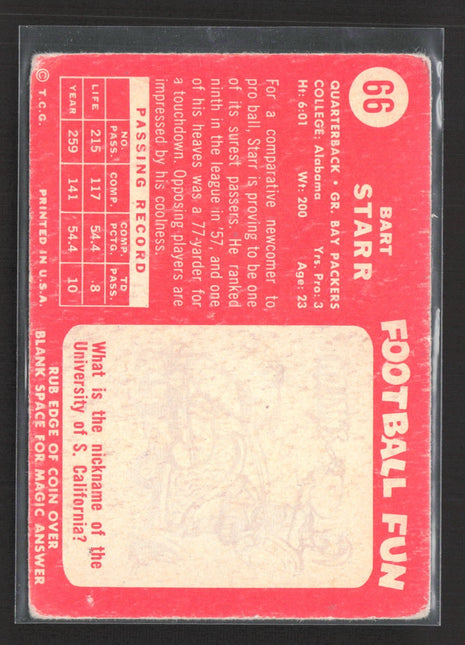 66
BART
STARR
QUARTERBACK • GR. BAY PACKERS
COLLEGE: Alabama Yrs. Pro: 3
Ht: 6:01 Wt: 200 Age: 23
For a comparative newcomer to
pro ball, Starr is proving to be one
of its surest passers. He ranked
ninth in the league in '57, and one
of his heaves was a 77-yarder for
a touchdown. Opposing players are
impressed by his coolness.
PASSING RECORD
NO. PASS COMP. COMP. PCTG. TD. PASS.
LIFE 215 117 54.4 8
YEAR 259 141 54.4 10
© T.C.G. PRINTED IN U.S.A.
FOOTBALL FUN
What is the nickname of the
University of S. California?
RUB EDGE OF COIN OVER
BLANK SPACE FOR MAGIC ANSWER